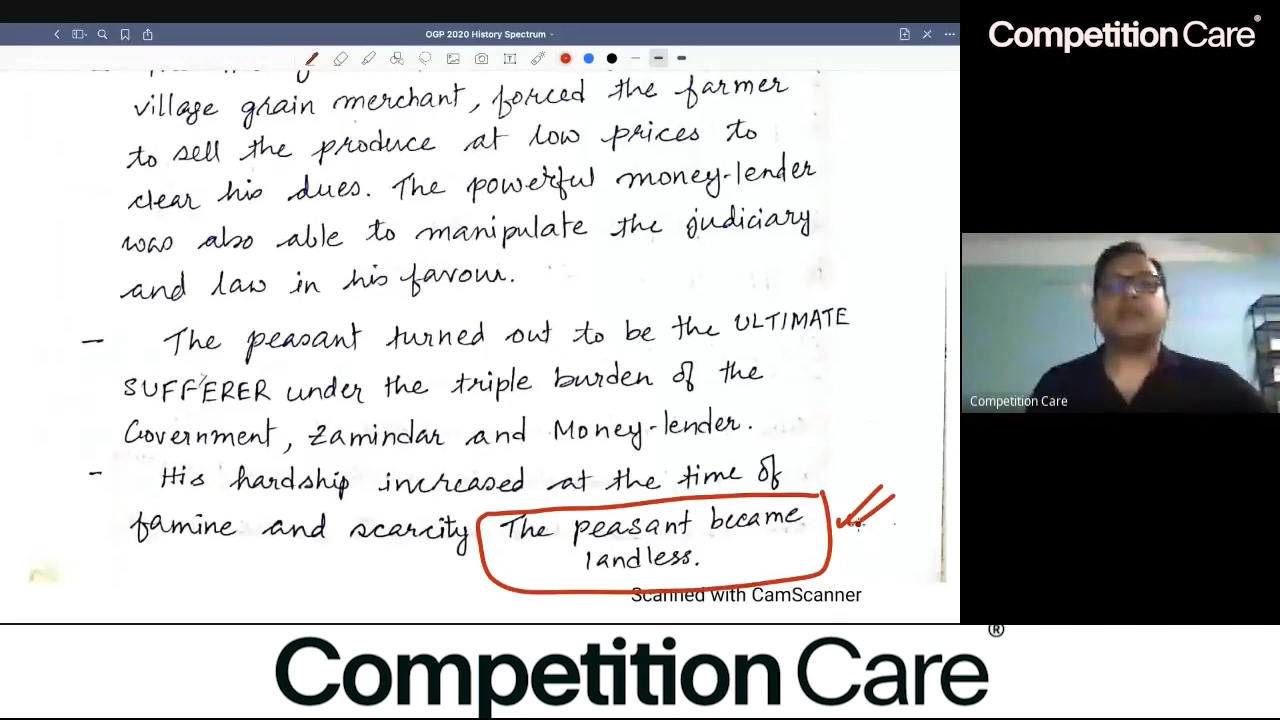 Competition Care®
OGP 2020 History Spectrum
village grain merchant, forced the farmer
to sell the produce at low prices to
clear his dues. The powerful money-lender
was also able to manipulate the judiciary
and law in his favour.
— The peasant turned out to be the ULTIMATE
SUFFERER under the triple burden of the
Government, Zamindar and Money-lender.
- His hardship increased at the time of
famine and scarcity The peasant became
landless.
Scanned with CamScanner
Competition Care
Competition Care®